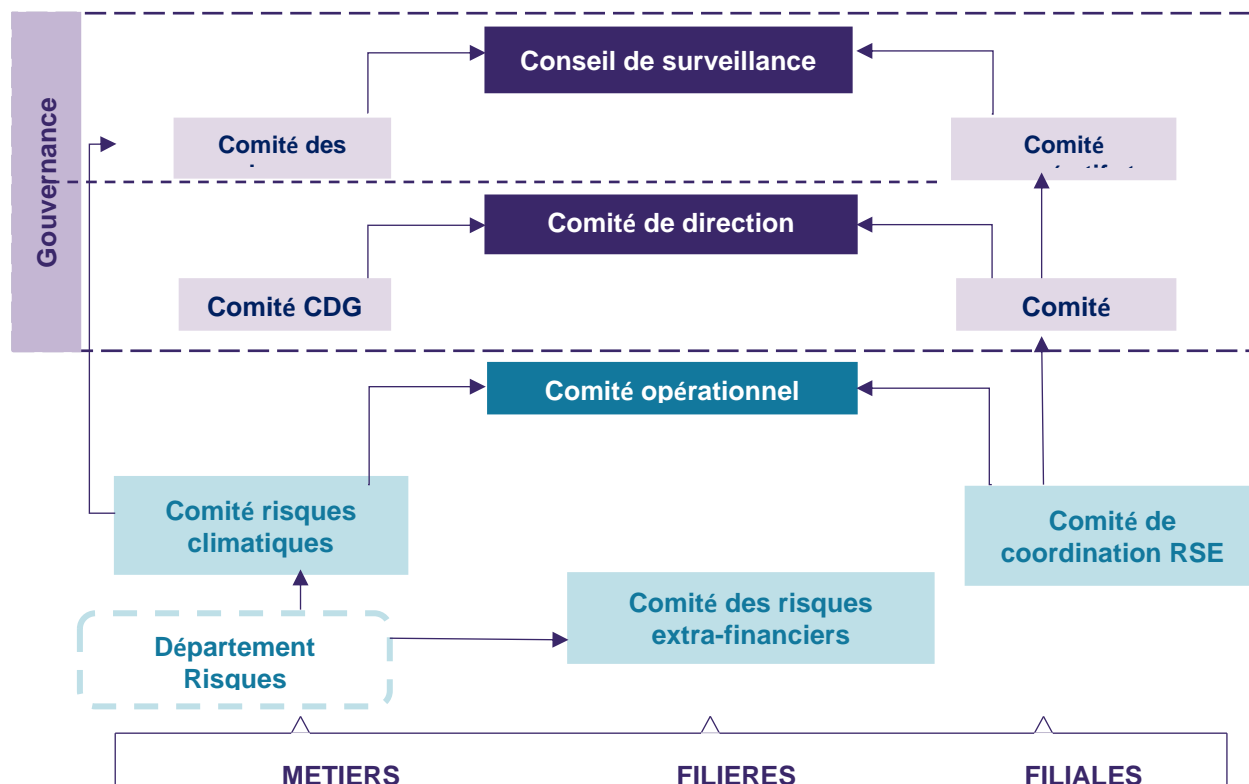 Gouvernance
Conseil de surveillance
Comité des
Comité
Comité de direction
Comité CDG
Comité
Comité opérationnel
Comité risques
climatiques
Comité de
coordination RSE
Comité des risques
extra-financiers
Département
Risques
METIERS
FILIERES
FILIALES